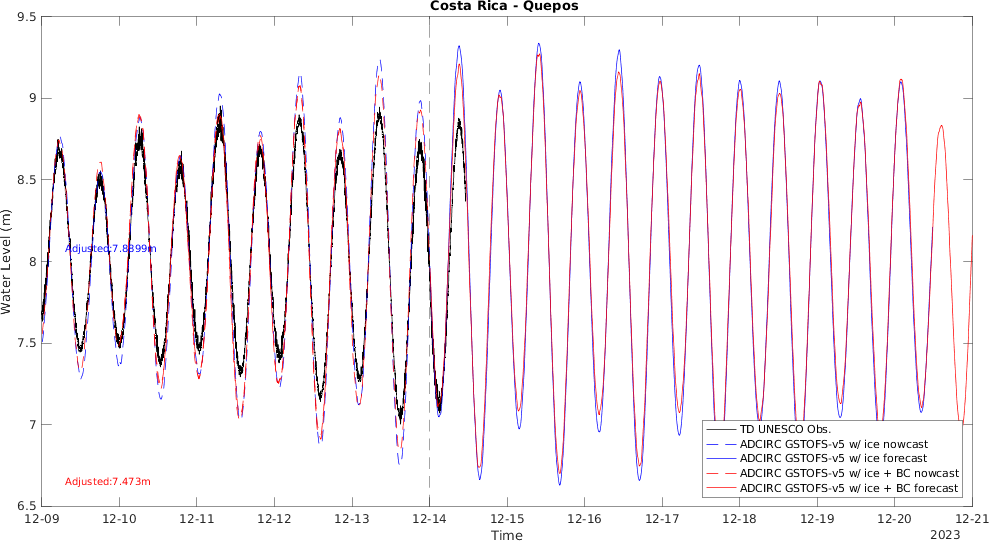 Costa Rica - Quepos
9.5
9
8.5
8
7.5
7
6.5
Water Level (m)
Adjusted:7.8399m
Adjusted:7.473m
TD UNESCO Obs.
ADCIRC GSTOFS-v5 w/ ice nowcast
ADCIRC GSTOFS-v5 w/ ice forecast
ADCIRC GSTOFS-v5 w/ ice + BC nowcast
ADCIRC GSTOFS-v5 w/ ice + BC forecast
12-09 12-10 12-11 12-12 12-13 12-14 12-15 12-16 12-17 12-18 12-19 12-20 12-21
Time
2023